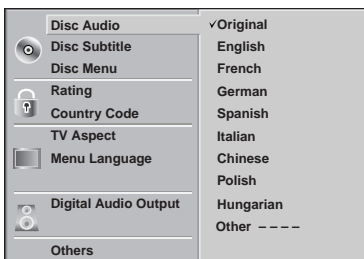 Disc Audio
Disc Subtitle
Disc Menu
Rating
Country Code
TV Aspect
Menu Language
Digital Audio Output
Others
✓Original
English
French
German
Spanish
Italian
Chinese
Polish
Hungarian
Other – – – –